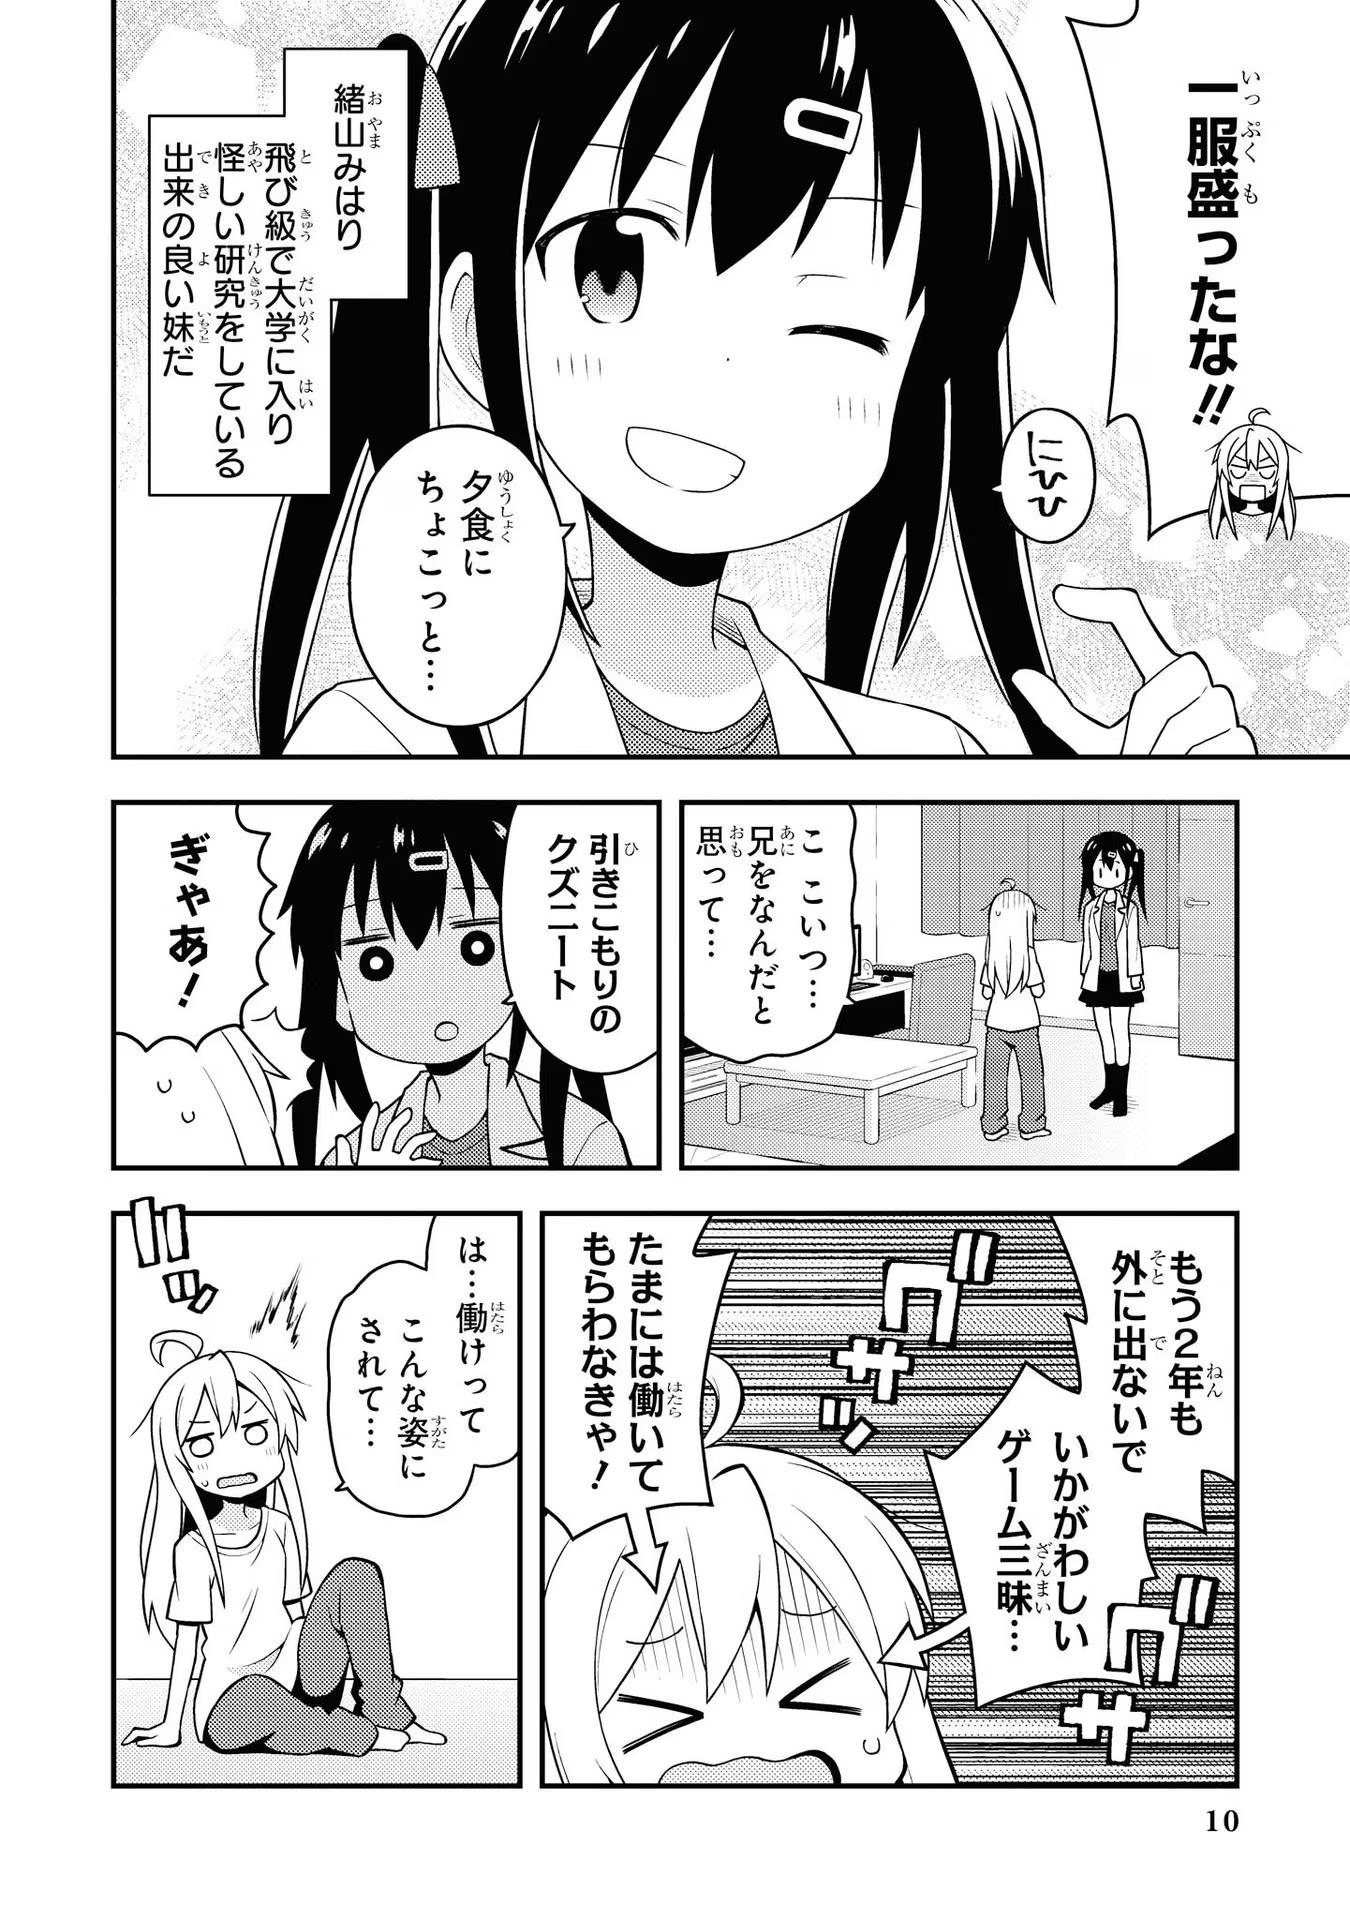 一服盛ったな!!
にひひ
夕食に
ちょこっと…
緒山みはり
飛び級で大学に入り
怪しい研究をしている
出来の良い妹だ
こ こいつ…
兄をなんだと
思って…
引きこもりの
クズニート
ぎゃあ!
もう2年も
外に出ないで
いかがわしい
ゲーム三昧…
グサッ
グサッ
たまには働いて
もらわなきゃ!
は…働けって
こんな姿に
されて…
10